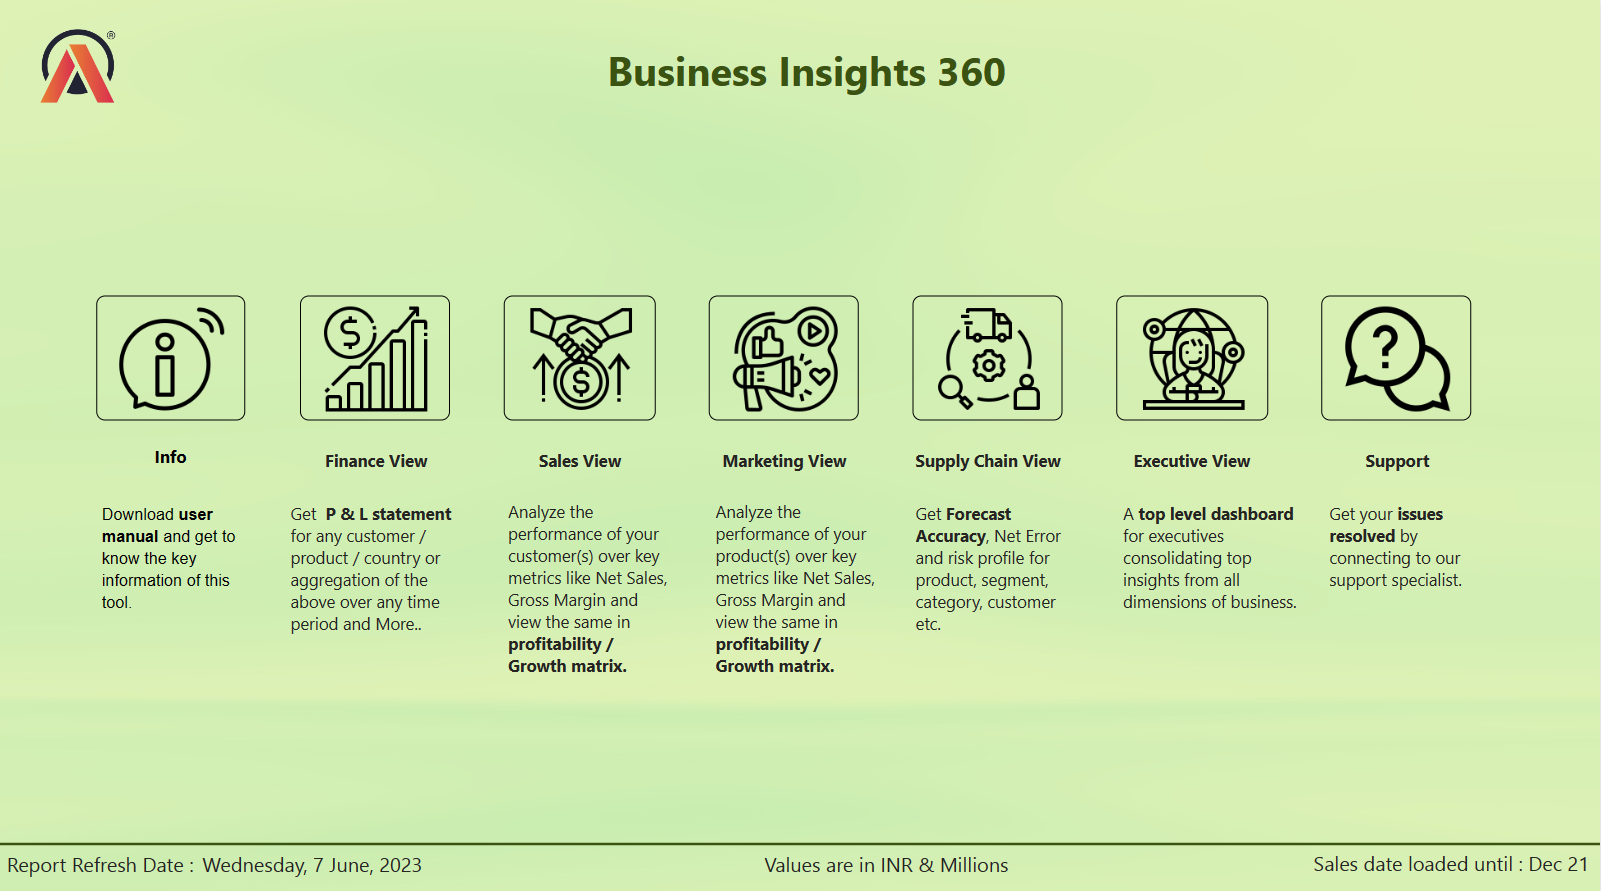 ®
Business Insights 360
Info
Download user
manual and get to
know the key
information of this
tool.
Finance View
Get  P & L statement
for any customer /
product / country or
aggregation of the
above over any time
period and More..
Sales View
Analyze the
performance of your
customer(s) over key
metrics like Net Sales,
Gross Margin and
view the same in
profitability /
Growth matrix.
Marketing View
Analyze the
performance of your
product(s) over key
metrics like Net Sales,
Gross Margin and
view the same in
profitability /
Growth matrix.
Supply Chain View
Get Forecast
Accuracy, Net Error
and risk profile for
product, segment,
category, customer
etc.
Executive View
A top level dashboard
for executives
consolidating top
insights from all
dimensions of business.
Support
Get your issues
resolved by
connecting to our
support specialist.
Report Refresh Date :  Wednesday, 7 June, 2023
Values are in INR & Millions
Sales date loaded until : Dec 21